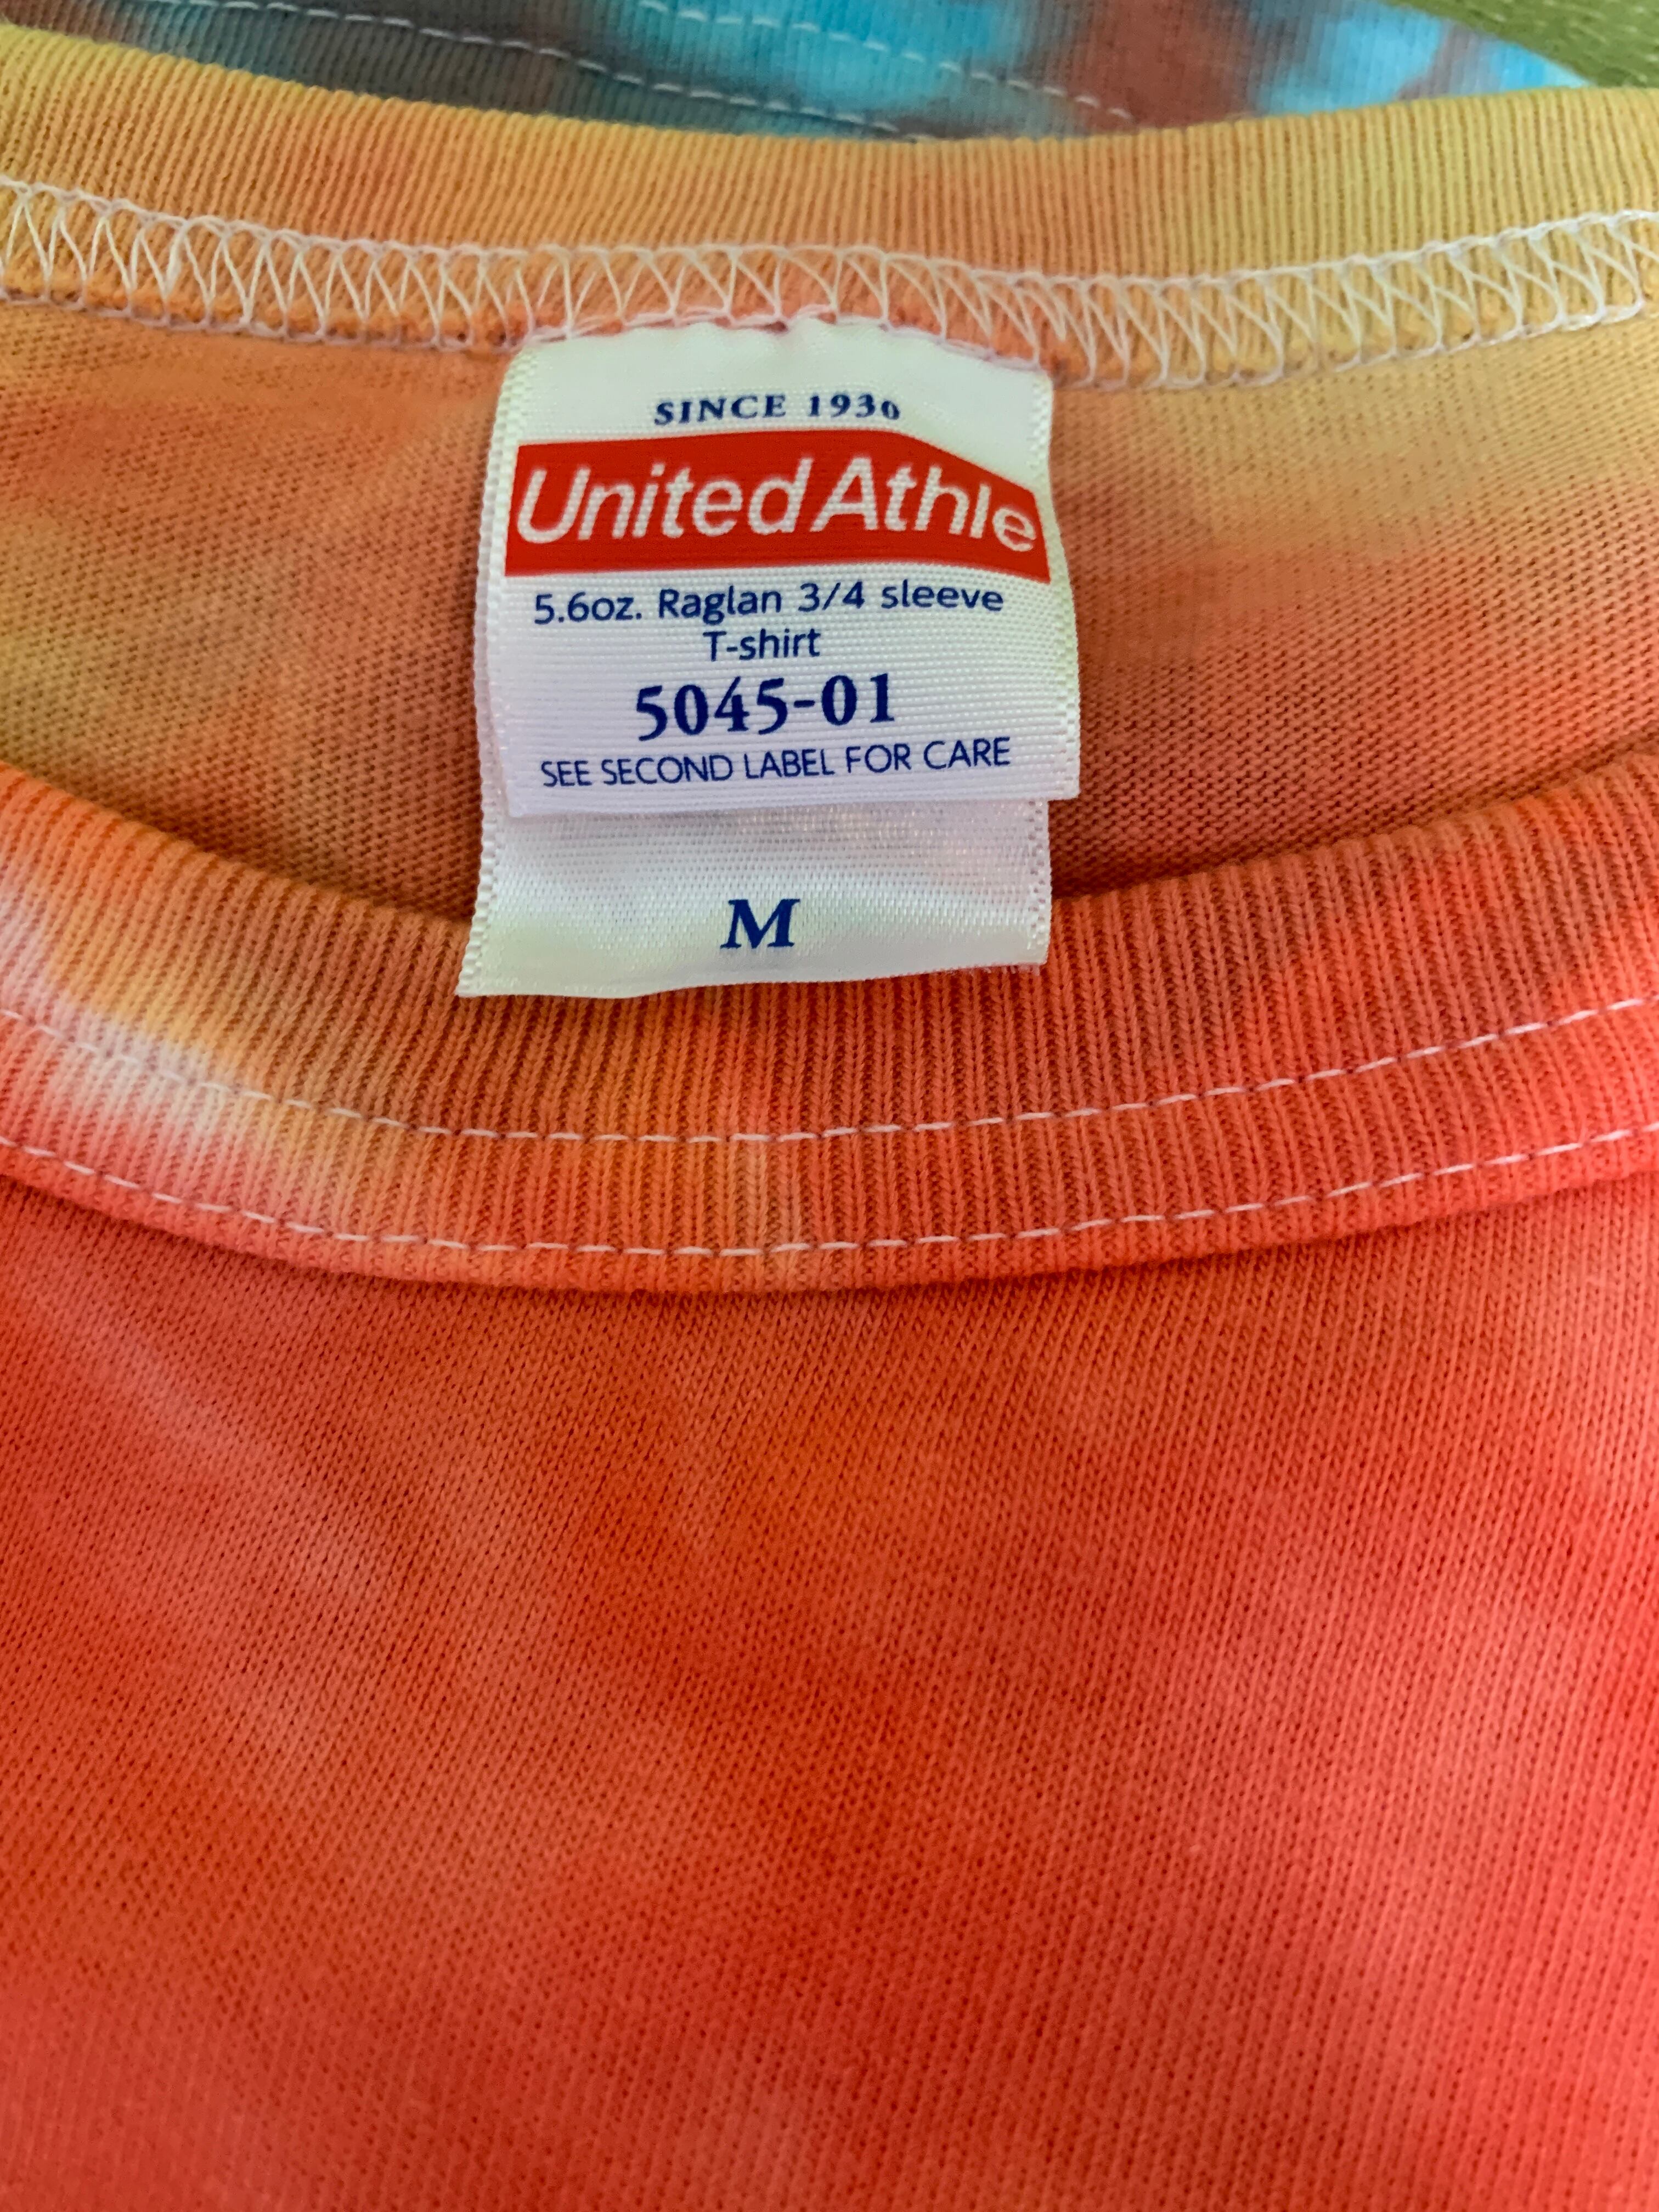 SINCE 1930
United Athle
5.6oz. Raglan 3/4 sleeve
T-shirt
5045-01
SEE SECOND LABEL FOR CARE
M